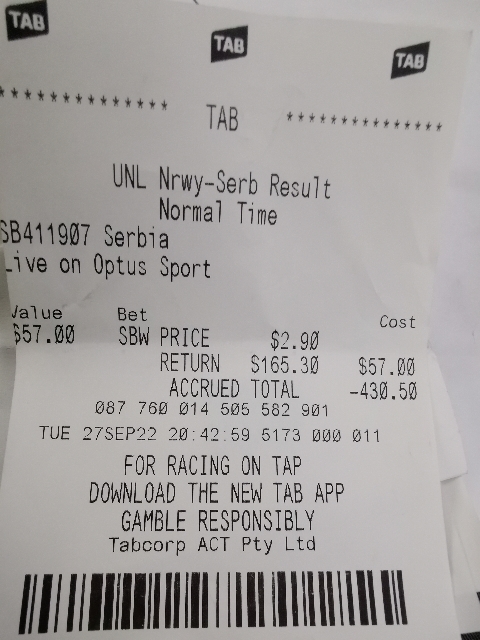 TAB
TAB
TAB
************** TAB **************
UNL Nrwy-Serb Result
Normal Time
SB411907 Serbia
Live on Optus Sport
Value Bet Cost
$57.00 SBW PRICE $2.90
RETURN $165.30 $57.00
ACCRUED TOTAL -430.50
087 760 014 505 582 901
TUE 27SEP22 20:42:59 5173 000 011
FOR RACING ON TAP
DOWNLOAD THE NEW TAB APP
GAMBLE RESPONSIBLY
Tabcorp ACT Pty Ltd